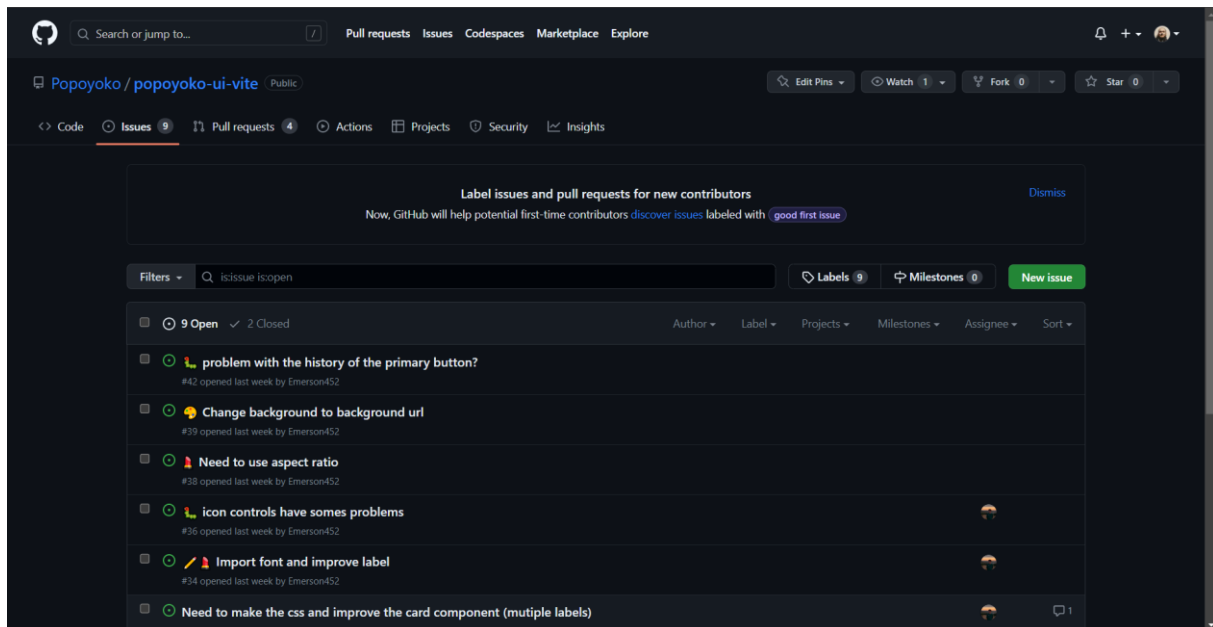 Search or jump to... / Pull requests Issues Codespaces Marketplace Explore
Popoyoko / popoyoko-ui-vite Public Edit Pins Watch 1 Fork 0 Star 0
Code Issues 9 Pull requests 4 Actions Projects Security Insights
Label issues and pull requests for new contributors Dismiss
Now, GitHub will help potential first-time contributors discover issues labeled with good first issue
Filters is:issue is:open Labels 9 Milestones 0 New issue
9 Open 2 Closed Author Label Projects Milestones Assignee Sort
problem with the history of the primary button?
#42 opened last week by Emerson452
Change background to background url
#39 opened last week by Emerson452
Need to use aspect ratio
#38 opened last week by Emerson452
icon controls have somes problems
#36 opened last week by Emerson452
Import font and improve label
#34 opened last week by Emerson452
Need to make the css and improve the card component (mutiple labels) 1